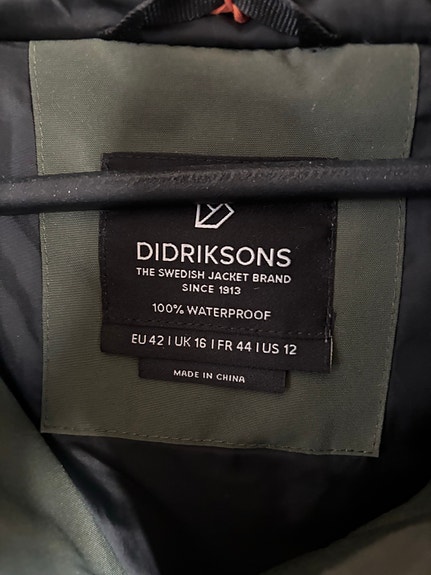 DIDRIKSONS
THE SWEDISH JACKET BRAND
SINCE 1913
100% WATERPROOF
EU 42 I UK 16 I FR 44 I US 12
MADE IN CHINA